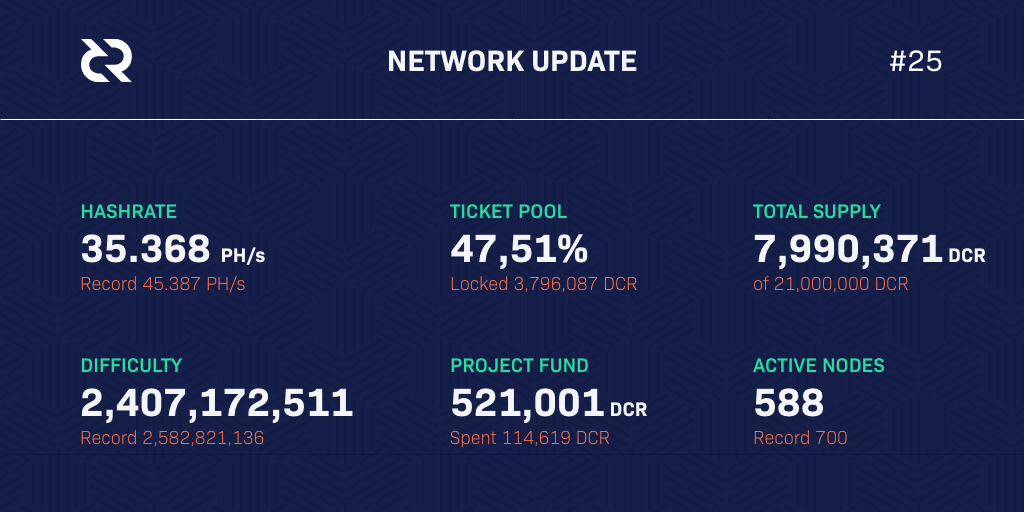 NETWORK UPDATE
#25
HASHRATE
35.368 PH/s
Record 45.387 PH/s
TICKET POOL
47,51%
Locked 3,796,087 DCR
TOTAL SUPPLY
7,990,371 DCR
of 21,000,000 DCR
DIFFICULTY
2,407,172,511
Record 2,582,821,136
PROJECT FUND
521,001 DCR
Spent 114,619 DCR
ACTIVE NODES
588
Record 700